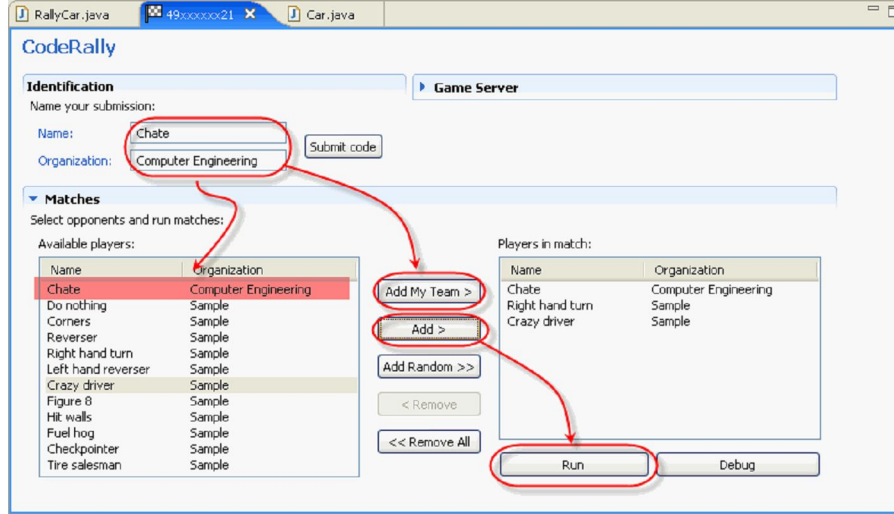 RallyCar.java 49xxxxxx21 Car.java
CodeRally
Identification
Game Server
Name your submission:
Name: Chate
Submit code
Organization: Computer Engineering
Matches
Select opponents and run matches:
Available players:
Players in match:
Name Organization
Chate Computer Engineering
Do nothing Sample
Corners Sample
Reverser Sample
Right hand turn Sample
Left hand reverser Sample
Crazy driver Sample
Figure 8 Sample
Hit walls Sample
Fuel hog Sample
Checkpointer Sample
Tire salesman Sample
Add My Team >
Add >
Add Random >>
< Remove
<< Remove All
Name Organization
Chate Computer Engineering
Right hand turn Sample
Crazy driver Sample
Run Debug